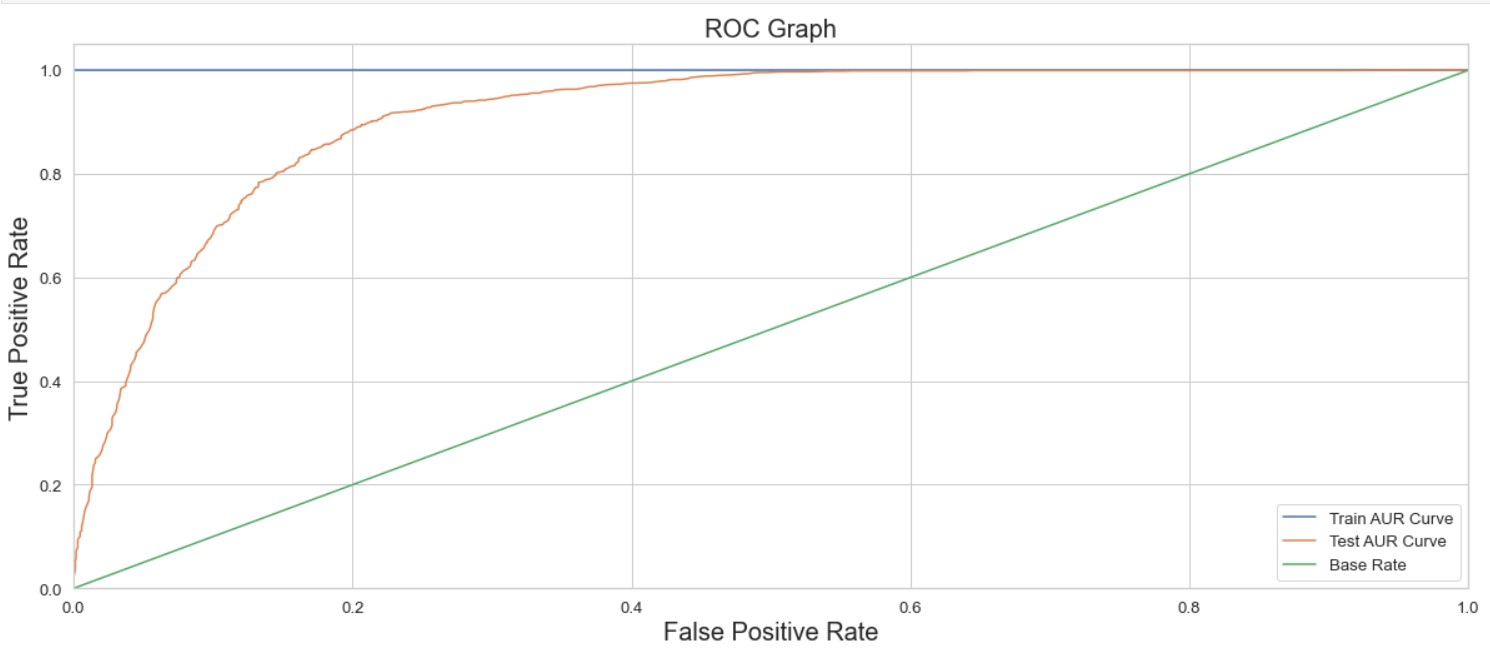 ROC Graph
True Positive Rate
1.0
0.8
0.6
0.4
0.2
0.0
Train AUR Curve
Test AUR Curve
Base Rate
0.0 0.2 0.4 0.6 0.8 1.0
False Positive Rate